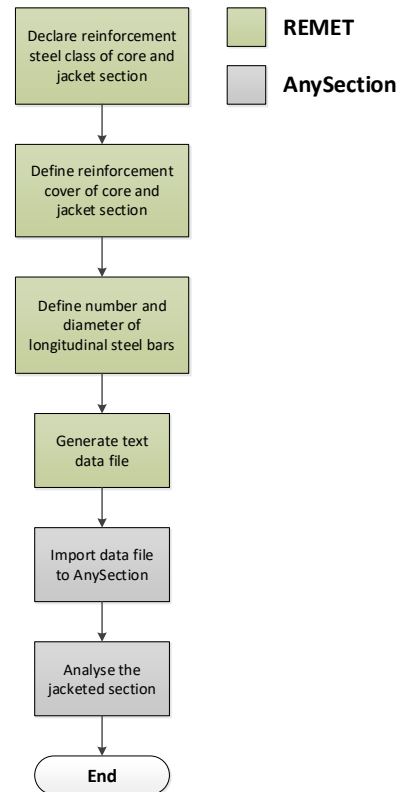 Declare reinforcement
steel class of core and
jacket section
REMET
AnySection
Define reinforcement
cover of core and
jacket section
Define number and
diameter of
longitudinal steel bars
Generate text
data file
Import data file
to AnySection
Analyse the
jacketed section
End